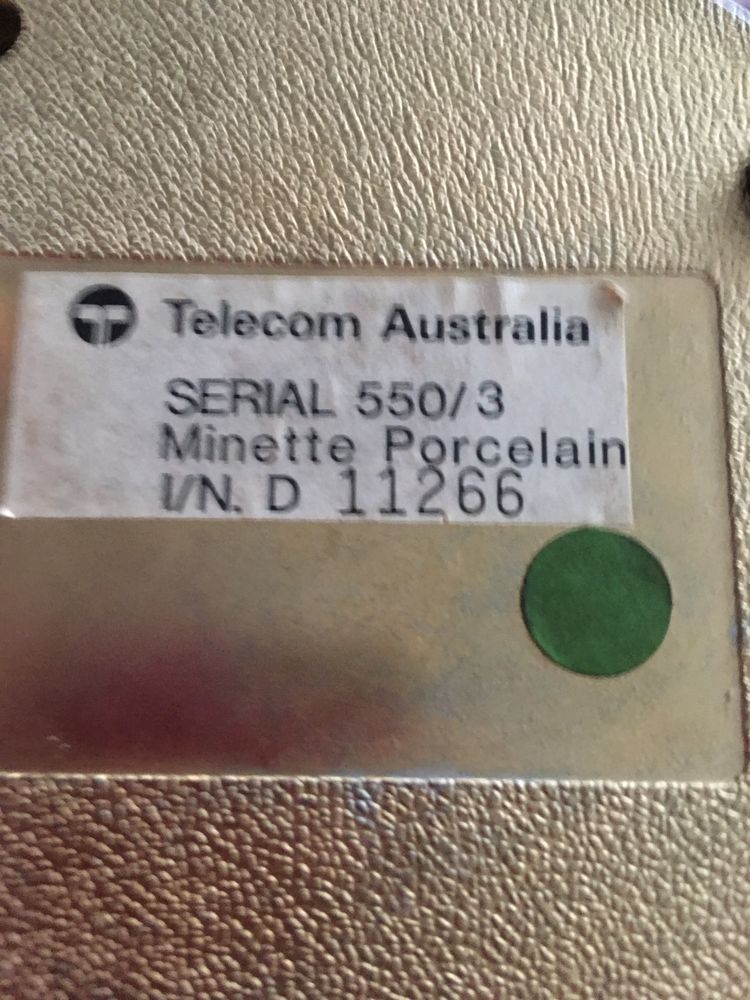 Telecom Australia
SERIAL 550/3
Minette Porcelain
I/N. D 11266